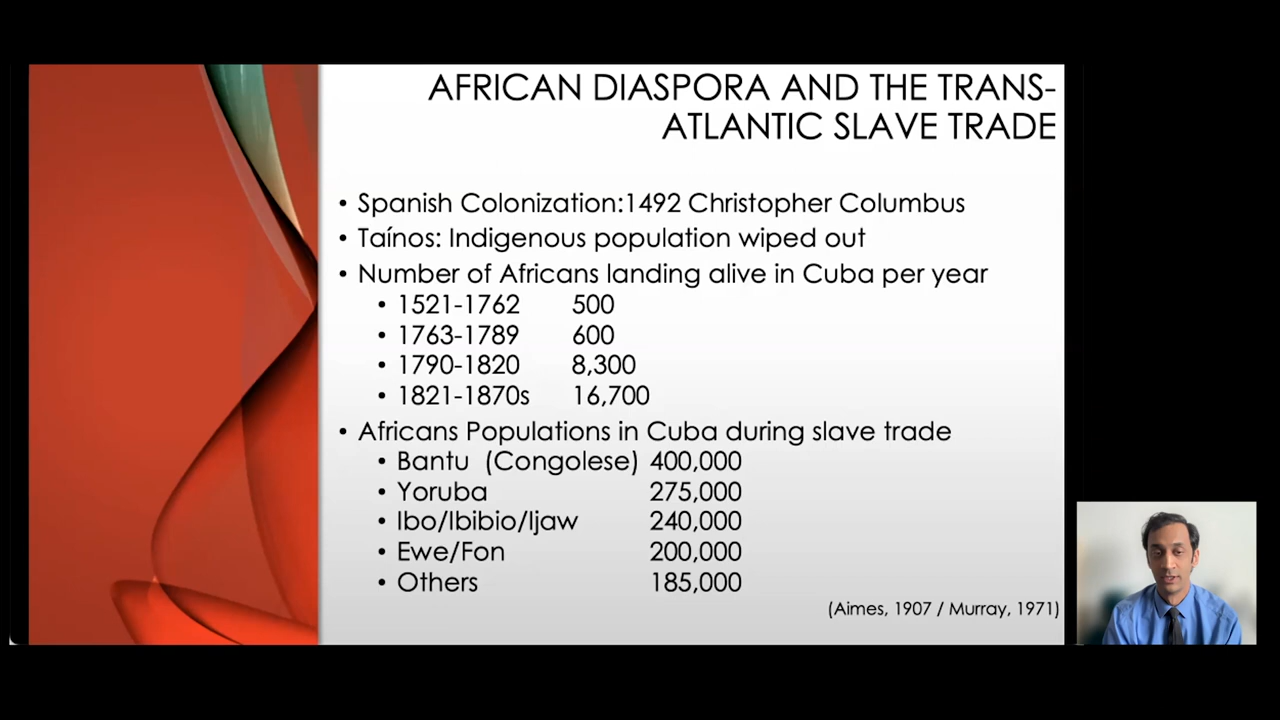 AFRICAN DIASPORA AND THE TRANS-
ATLANTIC SLAVE TRADE
• Spanish Colonization:1492 Christopher Columbus
• Taínos: Indigenous population wiped out
• Number of Africans landing alive in Cuba per year
• 1521-1762 500
• 1763-1789 600
• 1790-1820 8,300
• 1821-1870s 16,700
• Africans Populations in Cuba during slave trade
• Bantu (Congolese) 400,000
• Yoruba 275,000
• Ibo/Ibibio/Ijaw 240,000
• Ewe/Fon 200,000
• Others 185,000
(Aimes, 1907 / Murray, 1971)